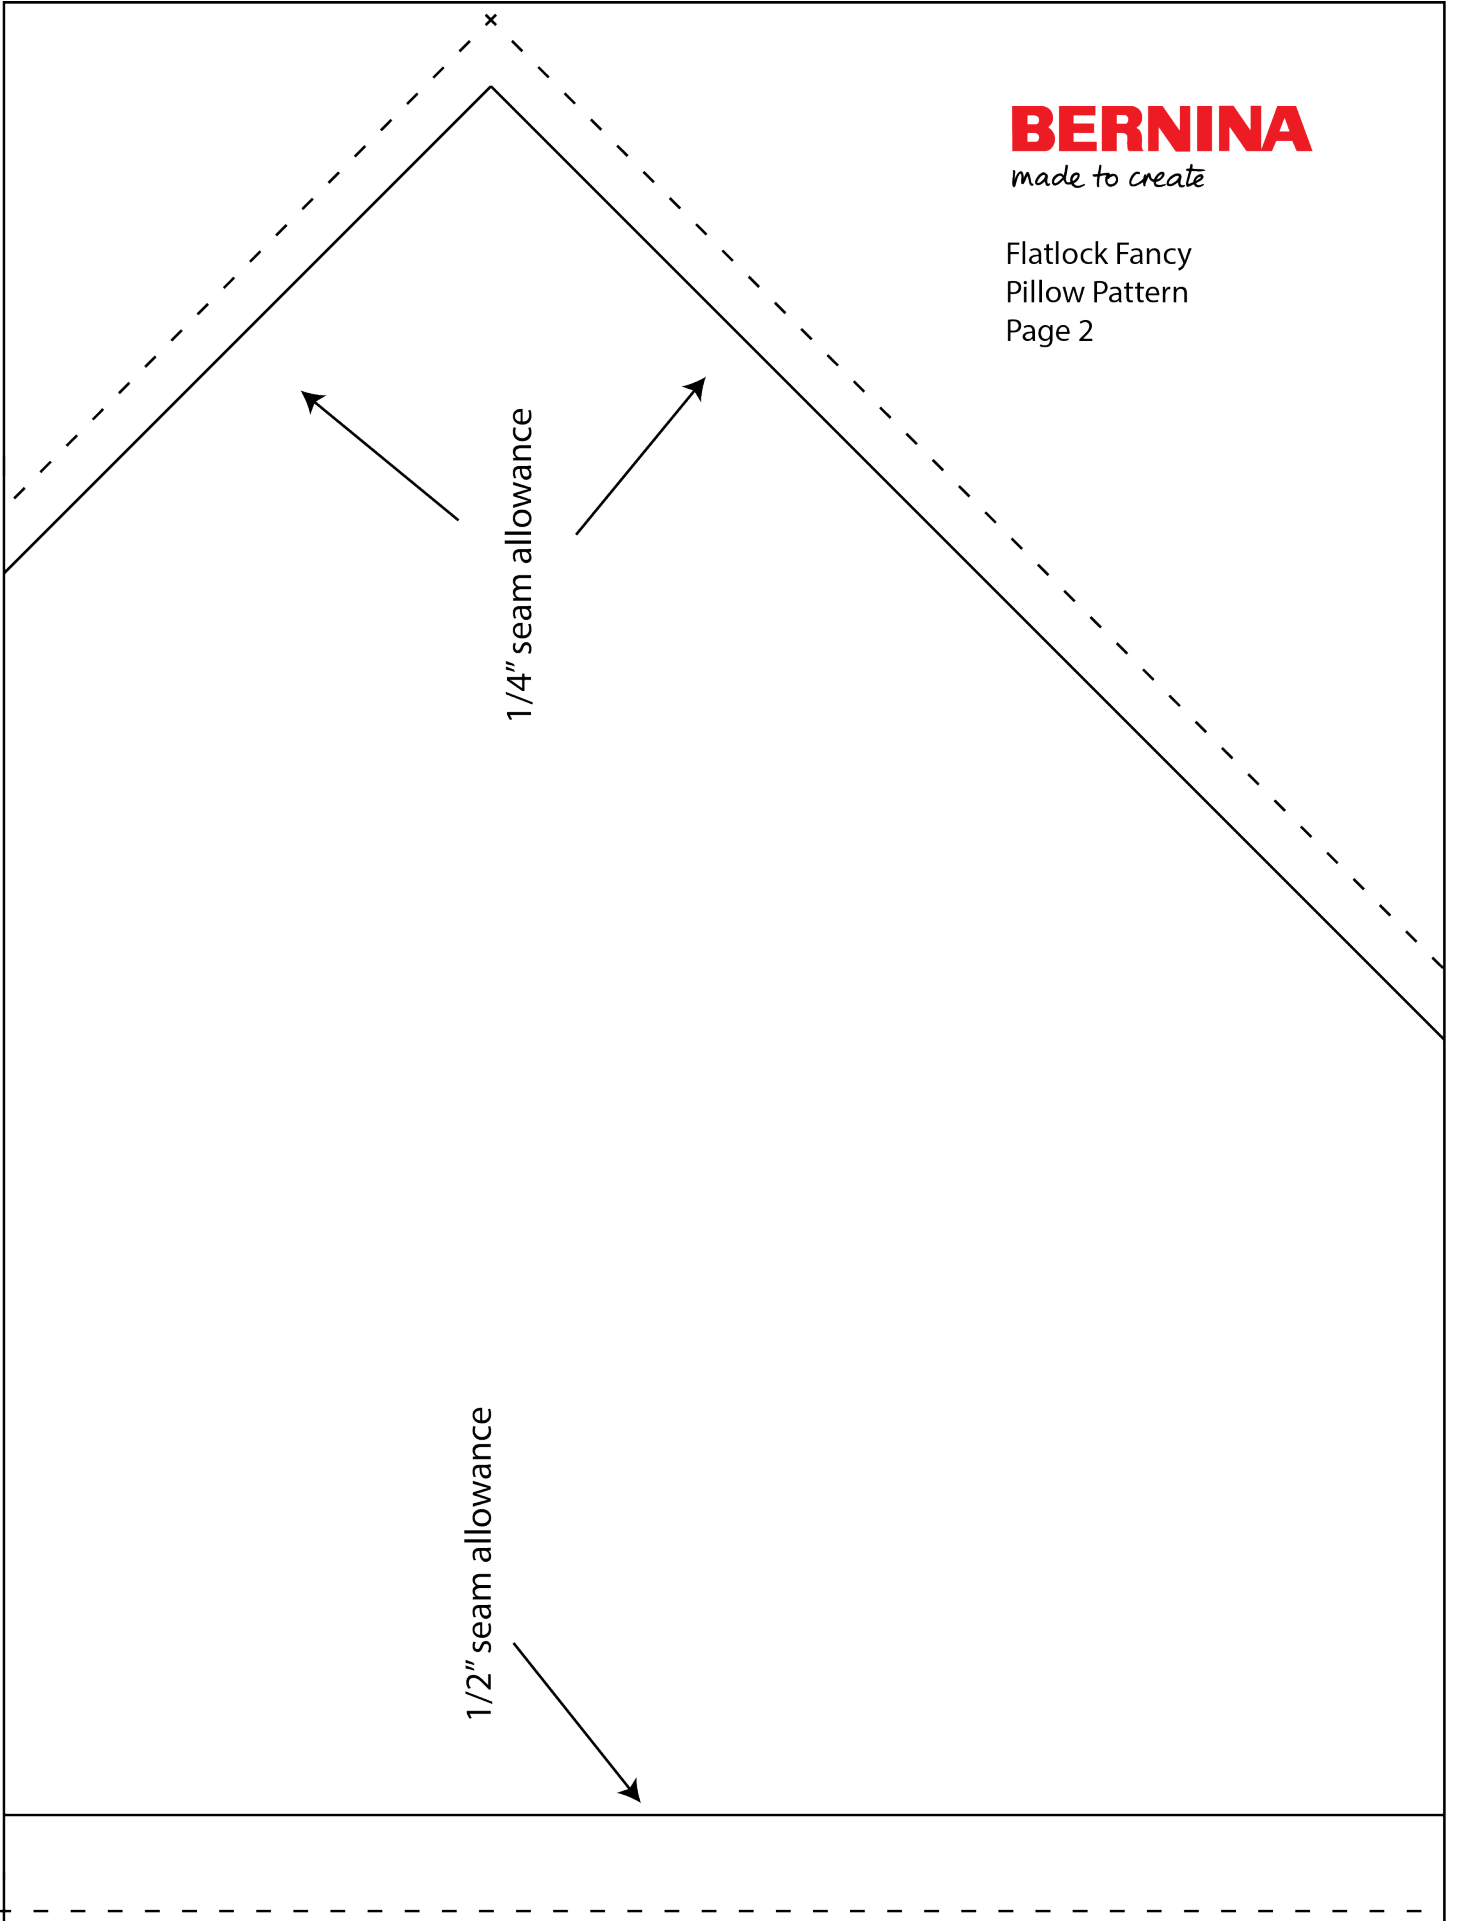 BERNINA
made to create
Flatlock Fancy
Pillow Pattern
Page 2
1/4” seam allowance
1/2” seam allowance